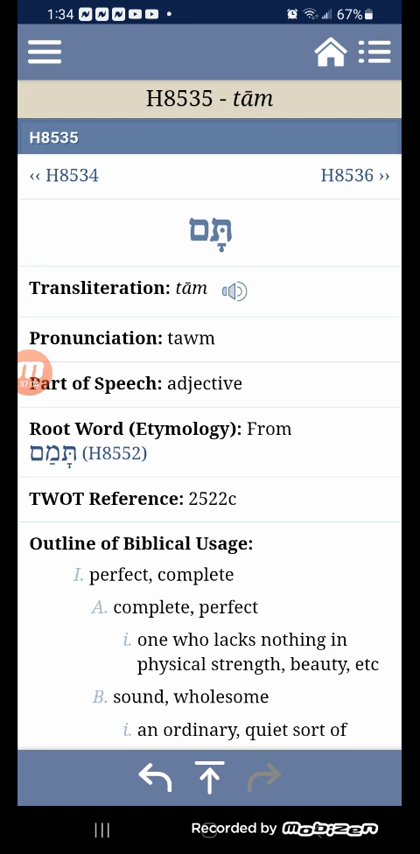 1:34 67%
H8535 - tām
H8535
‹‹ H8534 H8536 ››
תָּם
Transliteration: tām
Pronunciation: tawm
Part of Speech: adjective
Root Word (Etymology): From
תָּמַם (H8552)
TWOT Reference: 2522c
Outline of Biblical Usage:
I. perfect, complete
A. complete, perfect
i. one who lacks nothing in
physical strength, beauty, etc
B. sound, wholesome
i. an ordinary, quiet sort of
Recorded by Mobizen